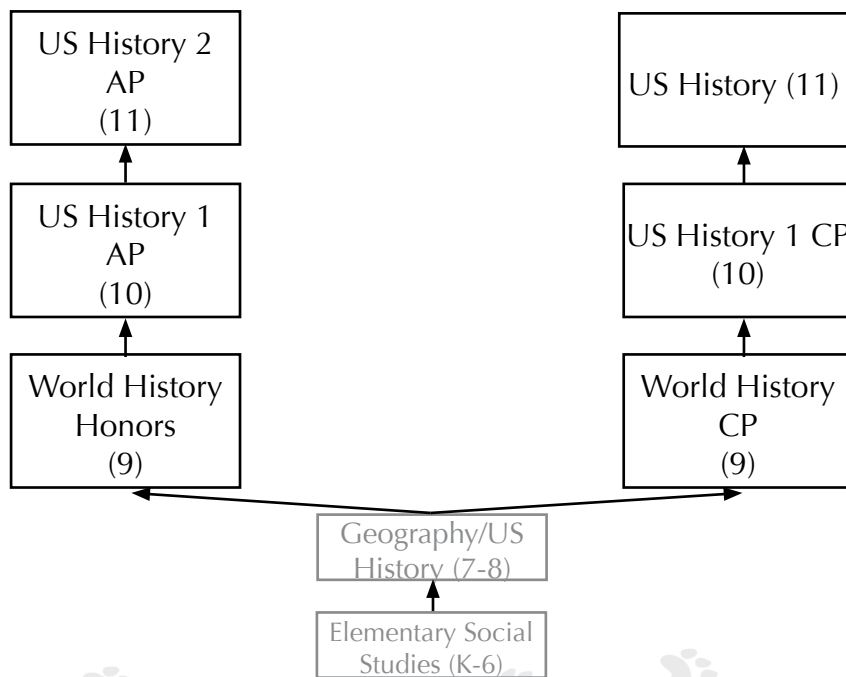 US History 2
AP
(11)
US History (11)
US History 1
AP
(10)
US History 1 CP
(10)
World History
Honors
(9)
World History
CP
(9)
Geography/US
History (7-8)
Elementary Social
Studies (K-6)